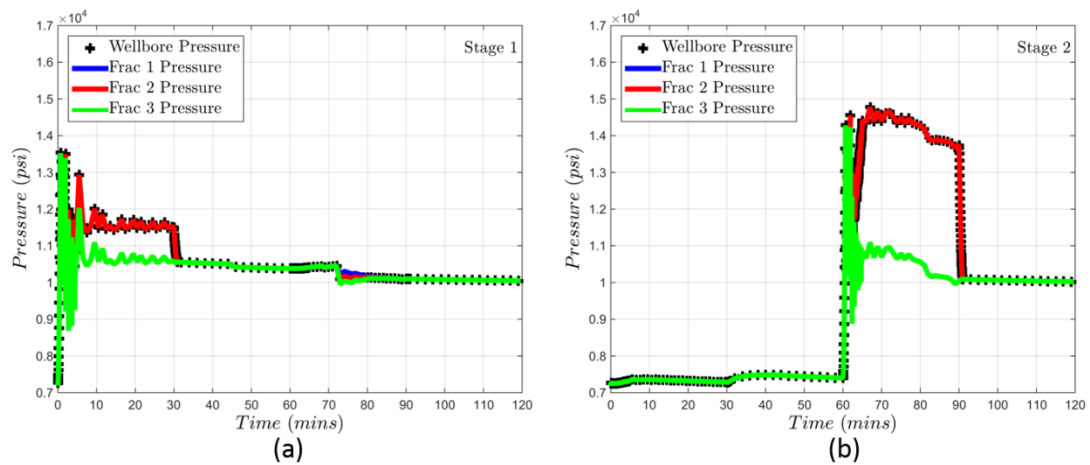 ×10⁴
1.7
1.6
1.5
1.4
1.3
1.2
1.1
1
0.9
0.8
0.7
Pressure (psi)
Wellbore Pressure
Frac 1 Pressure
Frac 2 Pressure
Frac 3 Pressure
Stage 1
0 10 20 30 40 50 60 70 80 90 100 110 120
Time (mins)
(a)
×10⁴
1.7
1.6
1.5
1.4
1.3
1.2
1.1
1
0.9
0.8
0.7
Pressure (psi)
Wellbore Pressure
Frac 1 Pressure
Frac 2 Pressure
Frac 3 Pressure
Stage 2
0 10 20 30 40 50 60 70 80 90 100 110 120
Time (mins)
(b)